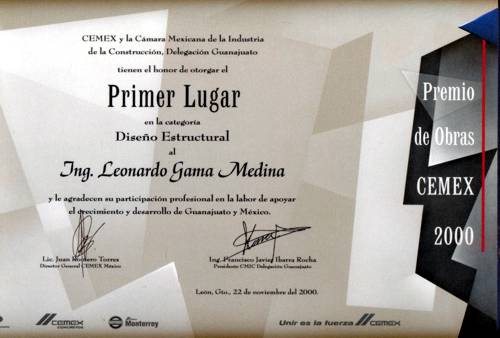 CEMEX y la Cámara Mexicana de la Industria
de la Construcción, Delegación Guanajuato
tienen el honor de otorgar el
Primer Lugar
en la categoría
Diseño Estructural
al
Ing. Leonardo Gama Medina
y le agradecen su participación profesional en la labor de apoyar
el crecimiento y desarrollo de Guanajuato y México.
Lic. Juan Romero Torres
Director General CEMEX México
Ing. Francisco Javier Ibarra Rocha
Presidente CMIC Delegación Guanajuato
León, Gto., 22 de noviembre del 2000.
Premio
de Obras
CEMEX
2000
CEMEX
CONCRETOS
Monterrey
Unir es la fuerza CEMEX